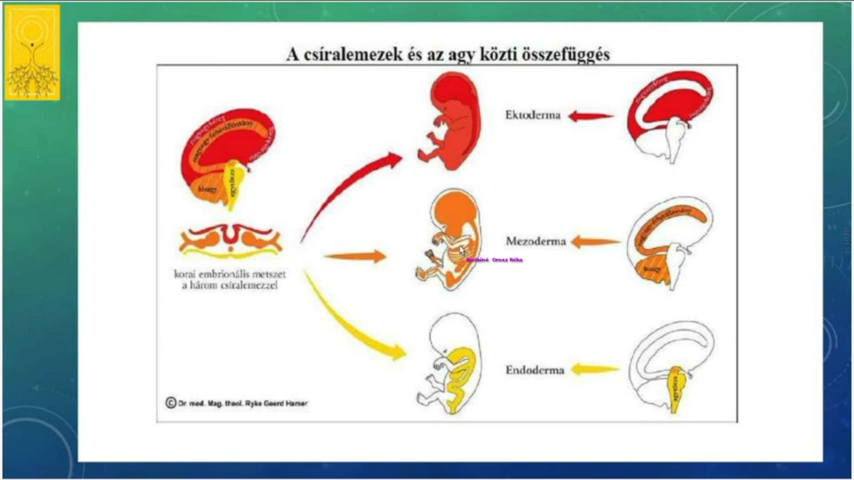 A csíralemezek és az agy közti összefüggés
Ektoderma
Mezoderma
Endoderma
kisagy
agytörzs
korai embrionális metszet
a három csíralemezzel
kisagy
agytörzs
© Dr. med. Mag. theol. Ryke Geerd Hamer